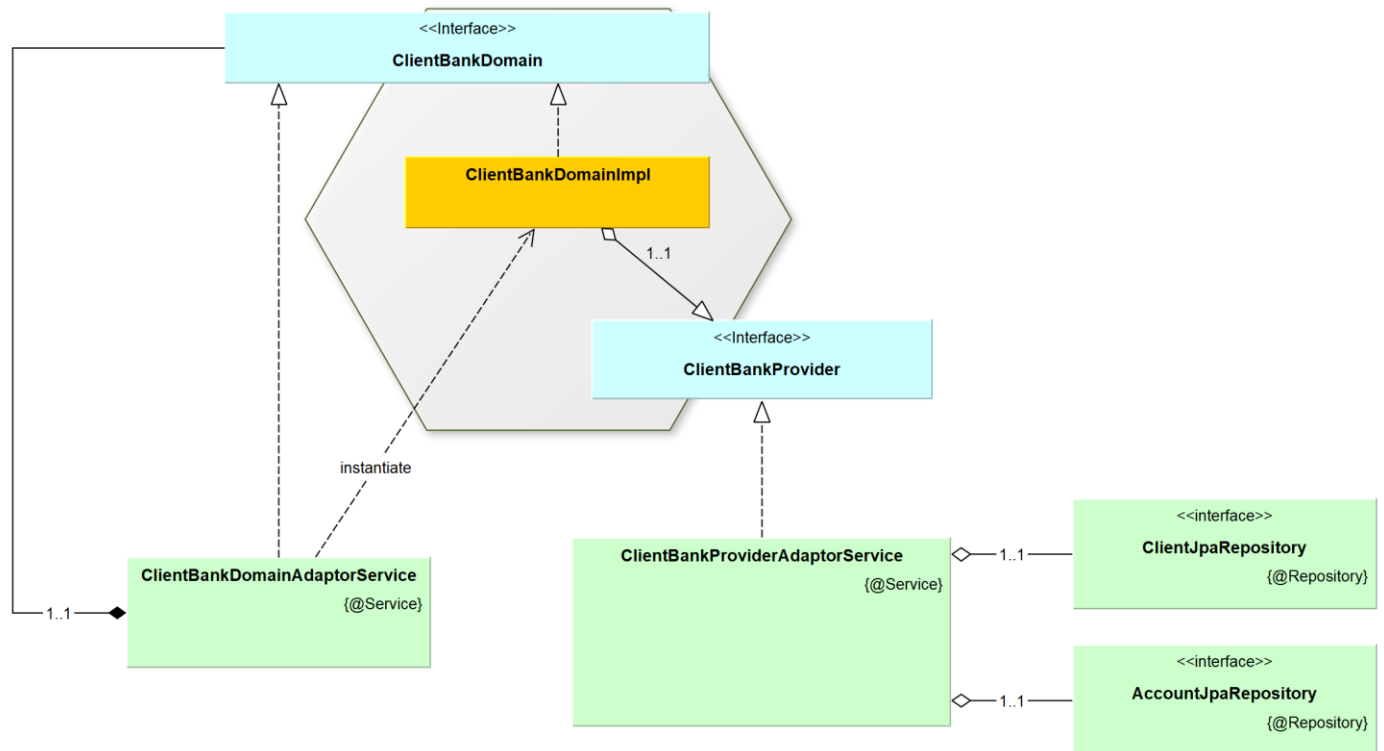 <<Interface>>
ClientBankDomain
ClientBankDomainImpl
1..1
<<Interface>>
ClientBankProvider
instantiate
ClientBankDomainAdaptorService
{@Service}
1..1
ClientBankProviderAdaptorService
{@Service}
1..1
<<interface>>
ClientJpaRepository
{@Repository}
1..1
<<interface>>
AccountJpaRepository
{@Repository}